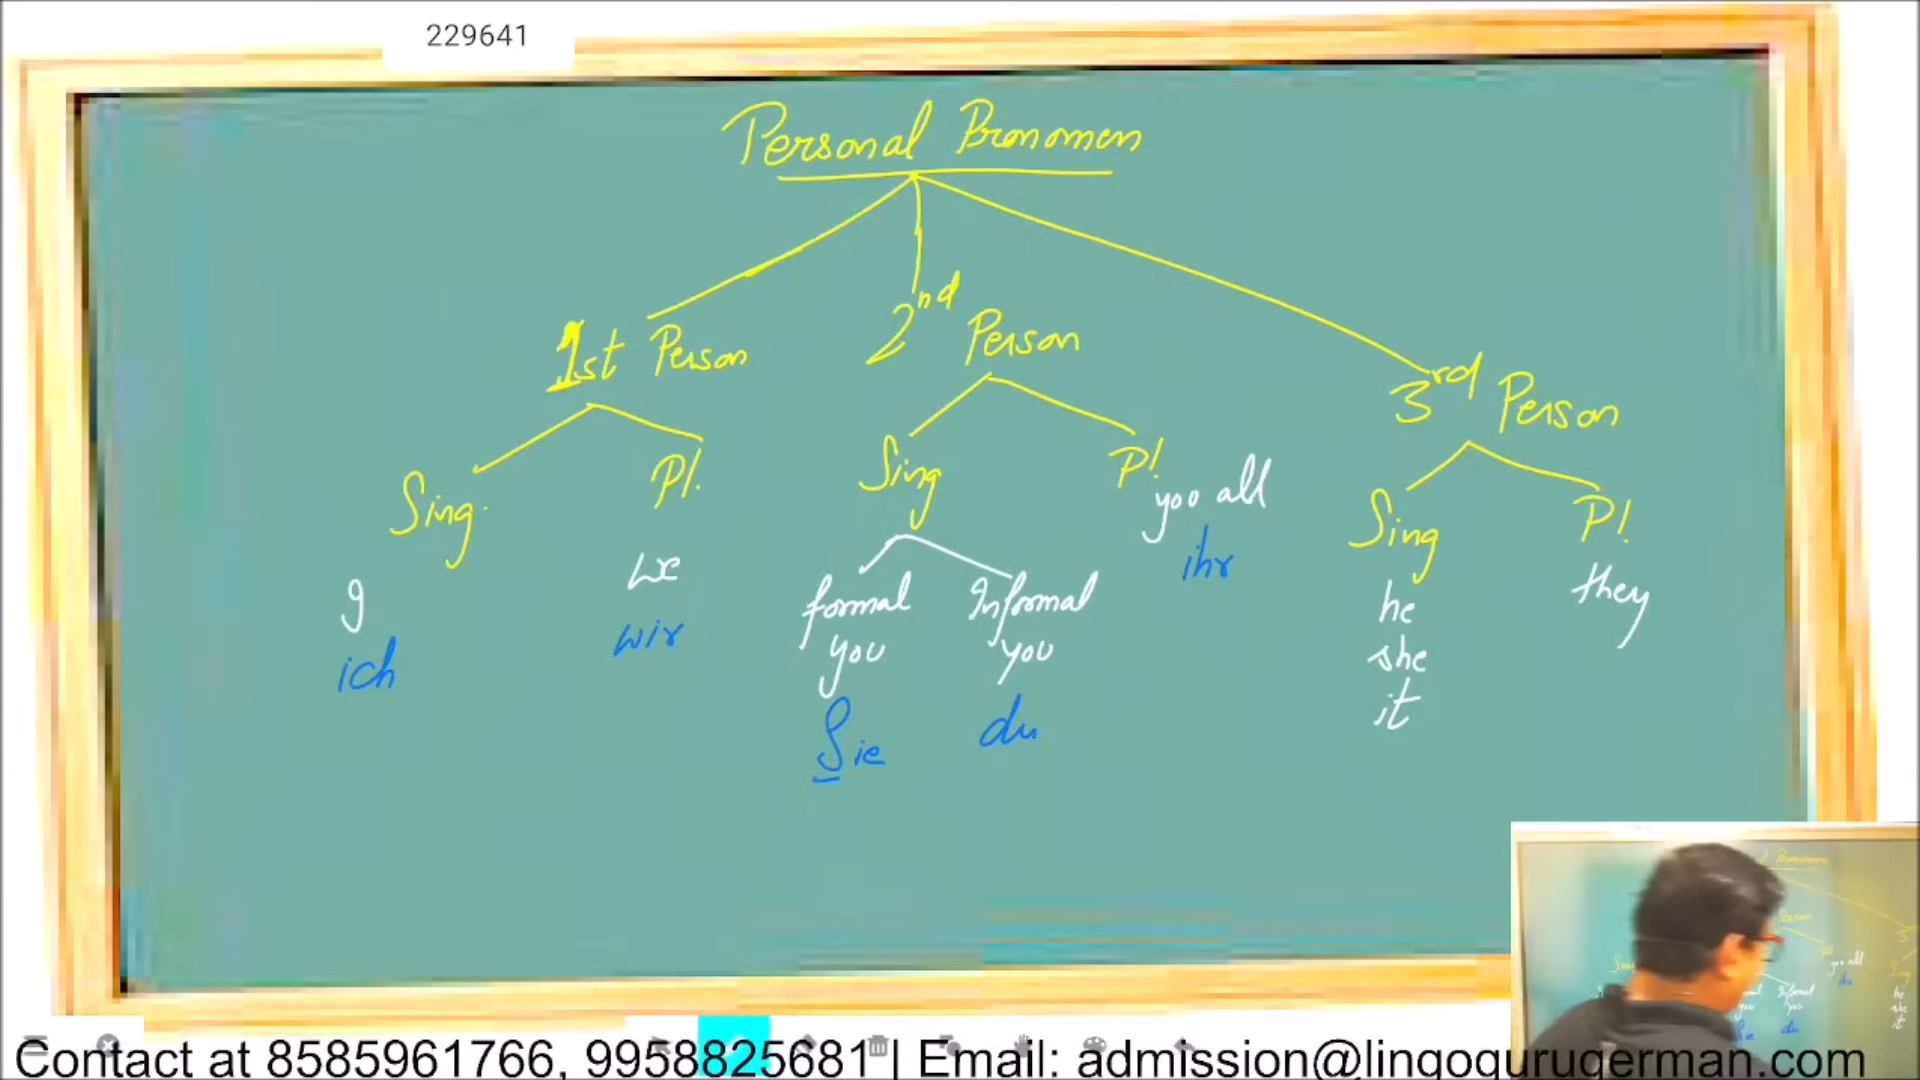 229641
Personal Pronomen
1st Person
2nd Person
3rd Person
Sing.
Pl.
Sing
Pl.
Sing
Pl.
I
ich
we
wir
formal
you
Sie
Informal
you
du
you all
ihr
he
she
it
they
Contact at 8585961766, 9958825681 | Email: admission@lingogurugerman.com